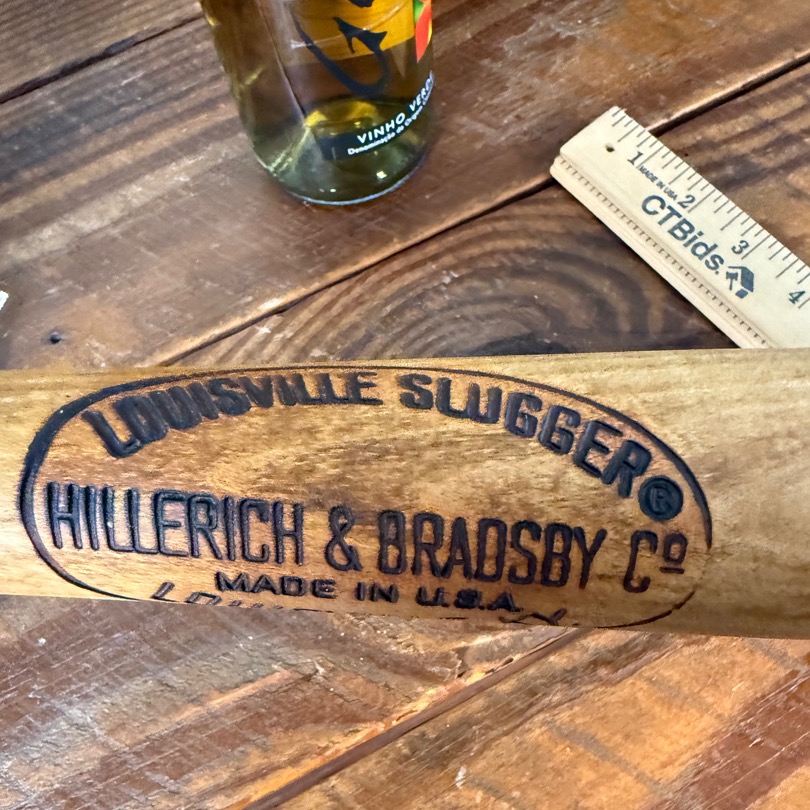 VINHO VERDE
1
MADE IN USA
2
3
4
CTBids.
LOUISVILLE SLUGGER®
HILLERICH & BRADSBY Cº
MADE IN U.S.A.